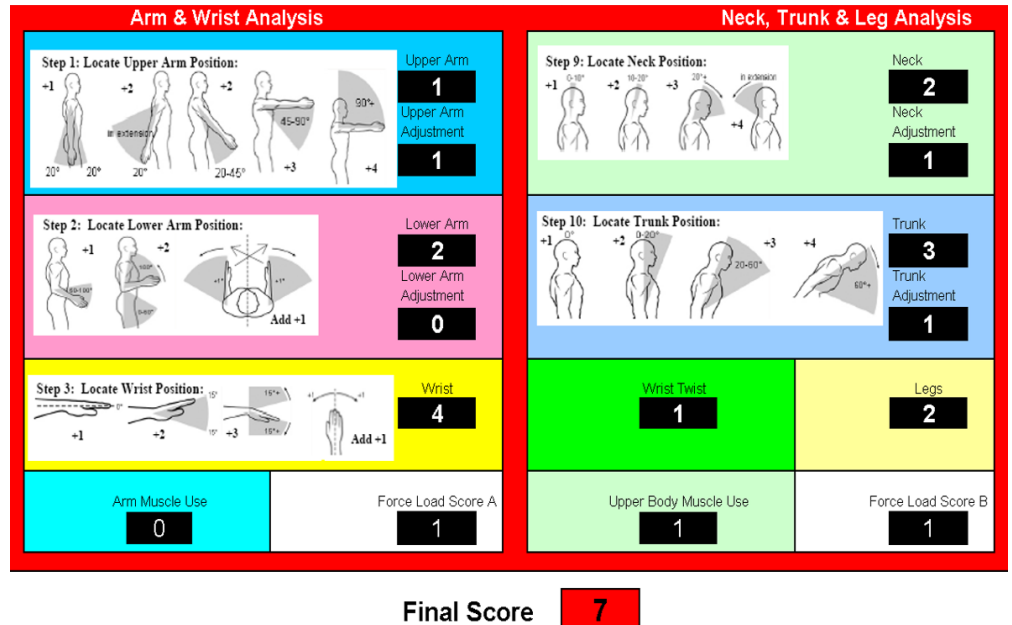 Arm & Wrist Analysis
Step 1: Locate Upper Arm Position:
+1
+2
+2
in extension
45-90°
90°+
20° 20°
20°
20-45°
+3
+4
Upper Arm
1
Upper Arm
Adjustment
1
Step 2: Locate Lower Arm Position:
+1
+2
60-100°
100°
0-60°
+1°
+1°
Add +1
Lower Arm
2
Lower Arm
Adjustment
0
Step 3: Locate Wrist Position:
0°
15°
15°
15°+
15°+
+1
+1
+1
+2
+3
Add +1
Wrist
4
Arm Muscle Use
0
Force Load Score A
1
Neck, Trunk & Leg Analysis
Step 9: Locate Neck Position:
+1
+2
+3
+4
10-20°
20°+
in extension
Neck
2
Neck
Adjustment
1
Step 10: Locate Trunk Position:
+1
0°
+2
0-20°
20-60°
+3
+4
60°+
Trunk
3
Trunk
Adjustment
1
Wrist Twist
1
Legs
2
Upper Body Muscle Use
1
Force Load Score B
1
Final Score 7